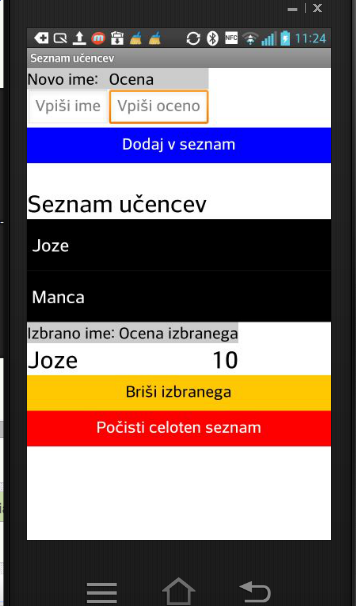 NFC 11:24
Seznam učencev
Novo ime: Ocena
Vpiši ime Vpiši oceno
Dodaj v seznam
Seznam učencev
Joze
Manca
Izbrano ime: Ocena izbranega
Joze 10
Briši izbranega
Počisti celoten seznam